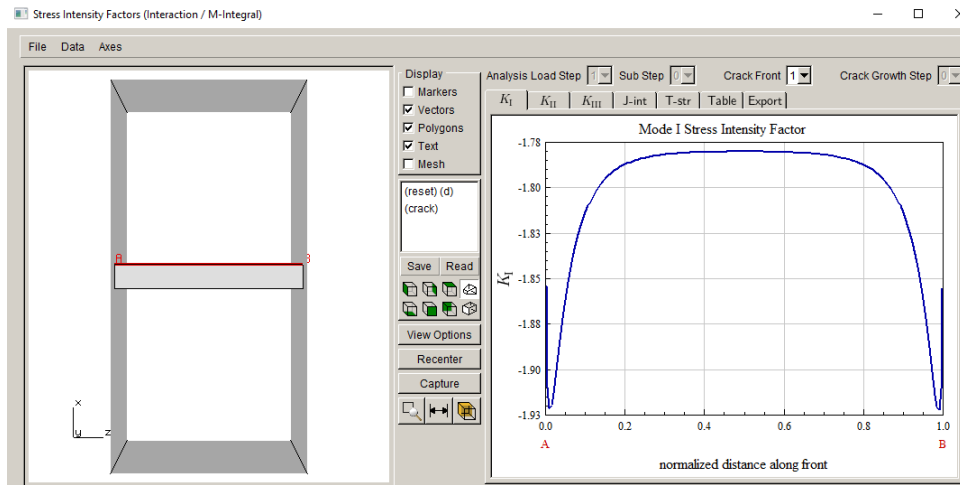 Stress Intensity Factors (Interaction / M-Integral)
File Data Axes
Display
Markers
Vectors
Polygons
Text
Mesh
(reset) (d)
(crack)
Save Read
View Options
Recenter
Capture
A
x
y z
Analysis Load Step 1 Sub Step 0 Crack Front 1 Crack Growth Step 0
KI KII KIII J-int T-str Table Export
Mode I Stress Intensity Factor
KI
-1.78
-1.80
-1.83
-1.85
-1.88
-1.90
-1.93
0.0 0.2 0.4 0.6 0.8 1.0
A B
normalized distance along front